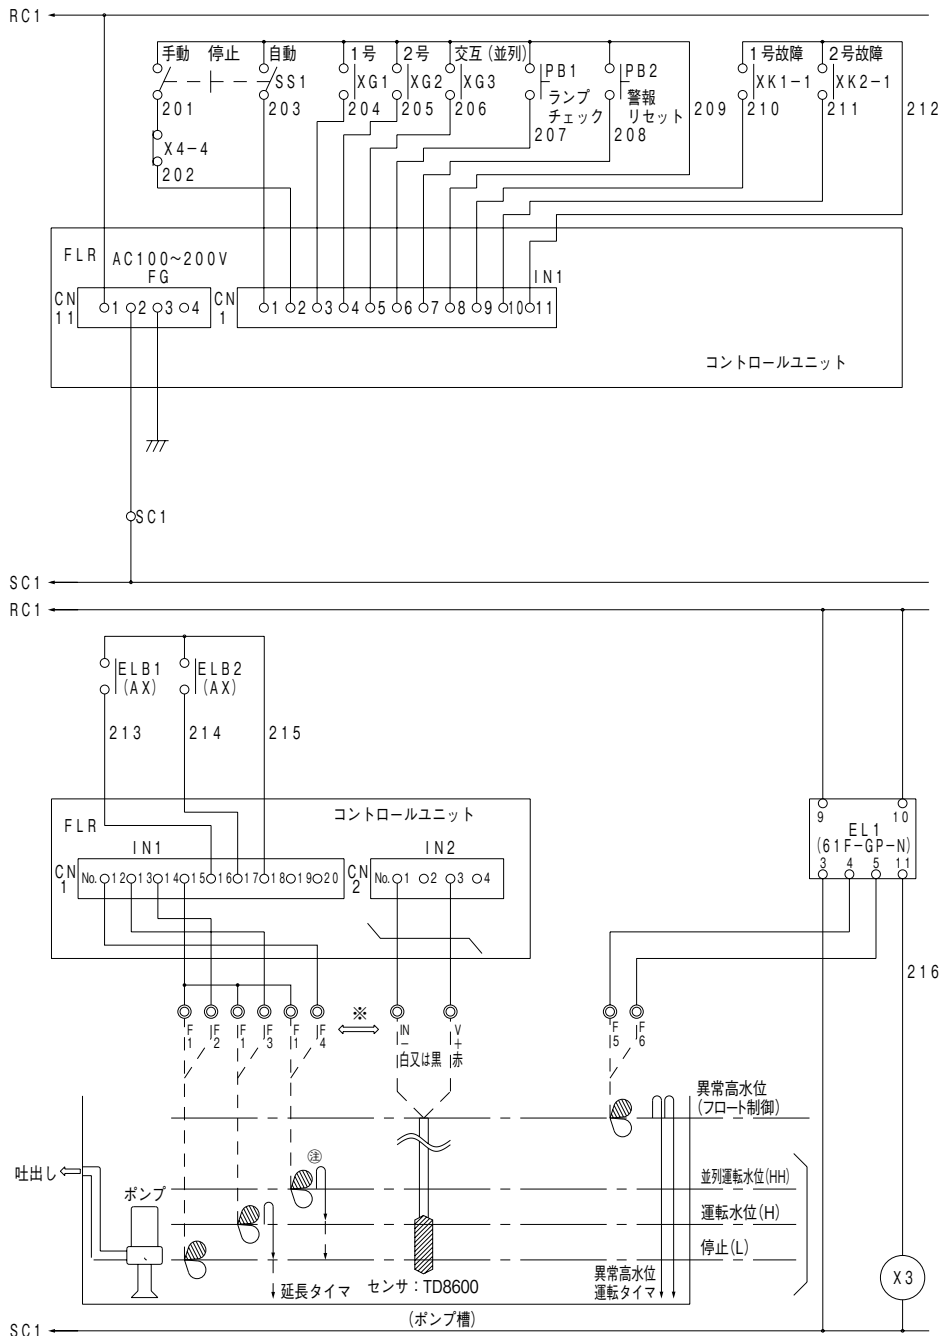 RC1
手動 停止 自動 1号 2号 交互(並列) 1号故障 2号故障
SS1 XG1 XG2 XG3 PB1 PB2 XK1-1 XK2-1
ランプ チェック
警報 リセット
201 203 204 205 206 207 208 209 210 211 212
X4-4
202
FLR AC100~200V
FG
IN1
CN11 1 2 3 4
CN1 1 2 3 4 5 6 7 8 9 10 11
コントロールユニット
SC1
SC1
RC1
ELB1 (AX)
ELB2 (AX)
213 214 215
コントロールユニット
FLR
IN1 IN2
CN1 No. 12 13 14 15 16 17 18 19 20
CN2 No. 1 2 3 4
9 10
EL1
(61F-GP-N)
3 4 5 11
216
F1 F2 F1 F3 F1 F4 ※ IN− V+ F5 F6
白又は黒 赤
異常高水位
(フロート制御)
注
吐出し
ポンプ
並列運転水位(HH)
運転水位(H)
停止(L)
延長タイマ
センサ：TD8600
異常高水位
運転タイマ
X3
(ポンプ槽)
SC1